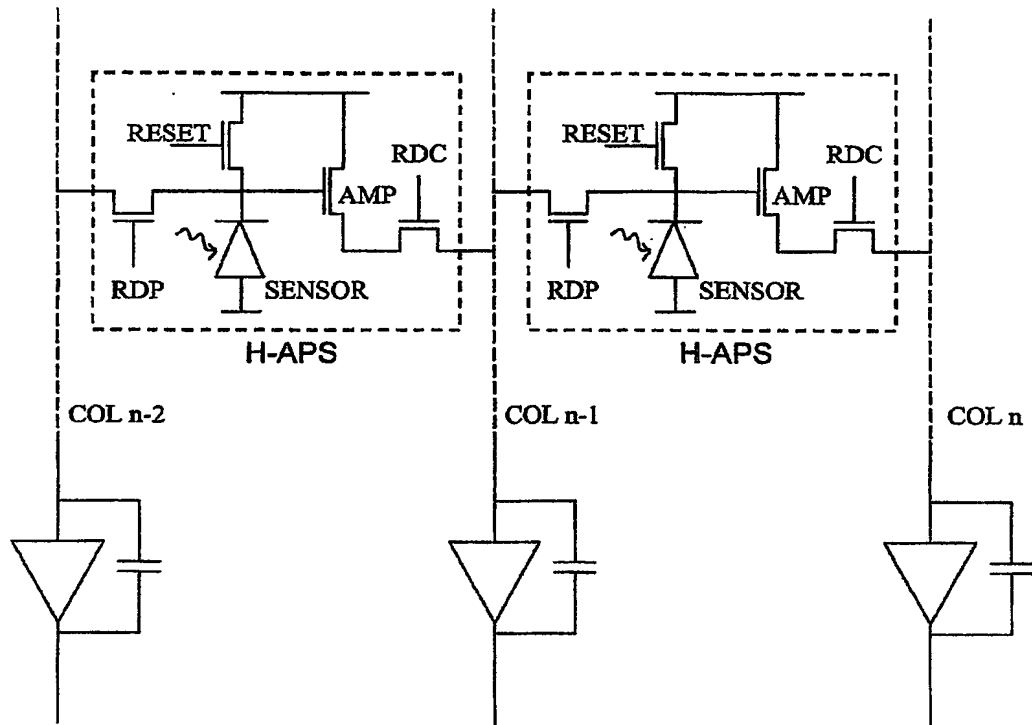 RESET
RDC
AMP
RDP
SENSOR
H-APS
RESET
RDC
AMP
RDP
SENSOR
H-APS
COL n-2
COL n-1
COL n